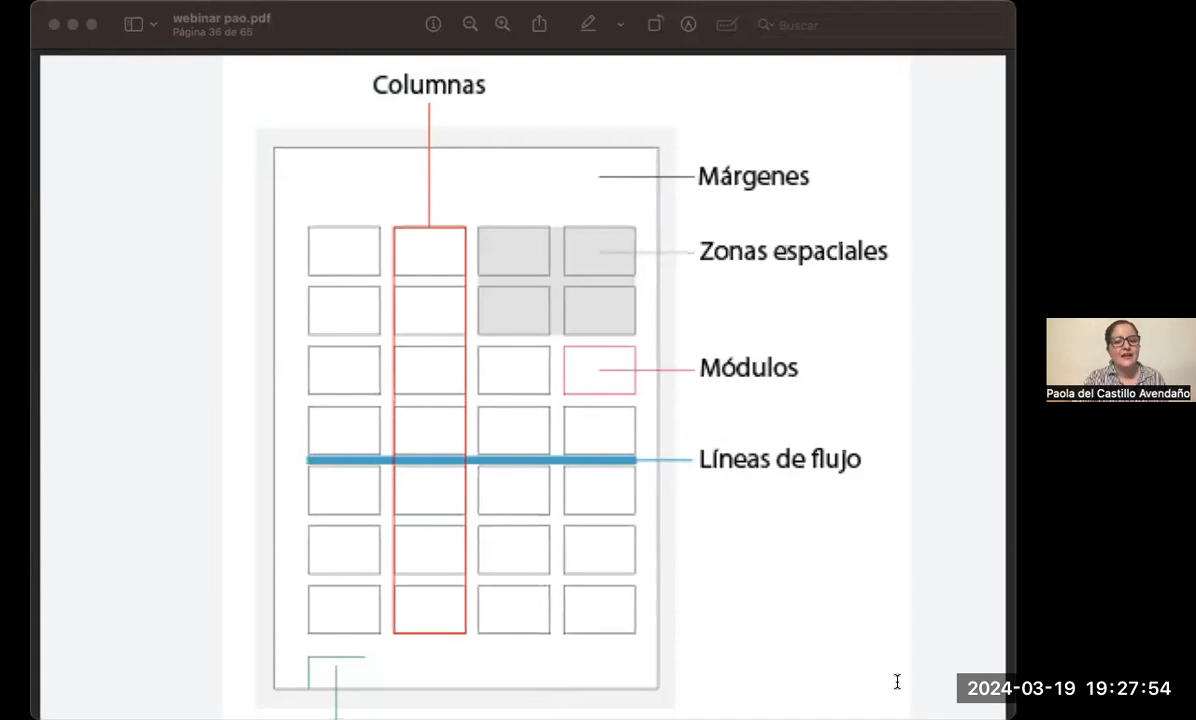 webinar pao.pdf
Página 36 de 65
Buscar
Columnas
Márgenes
Zonas espaciales
Módulos
Líneas de flujo
Paola del Castillo Avendaño
2024-03-19 19:27:54